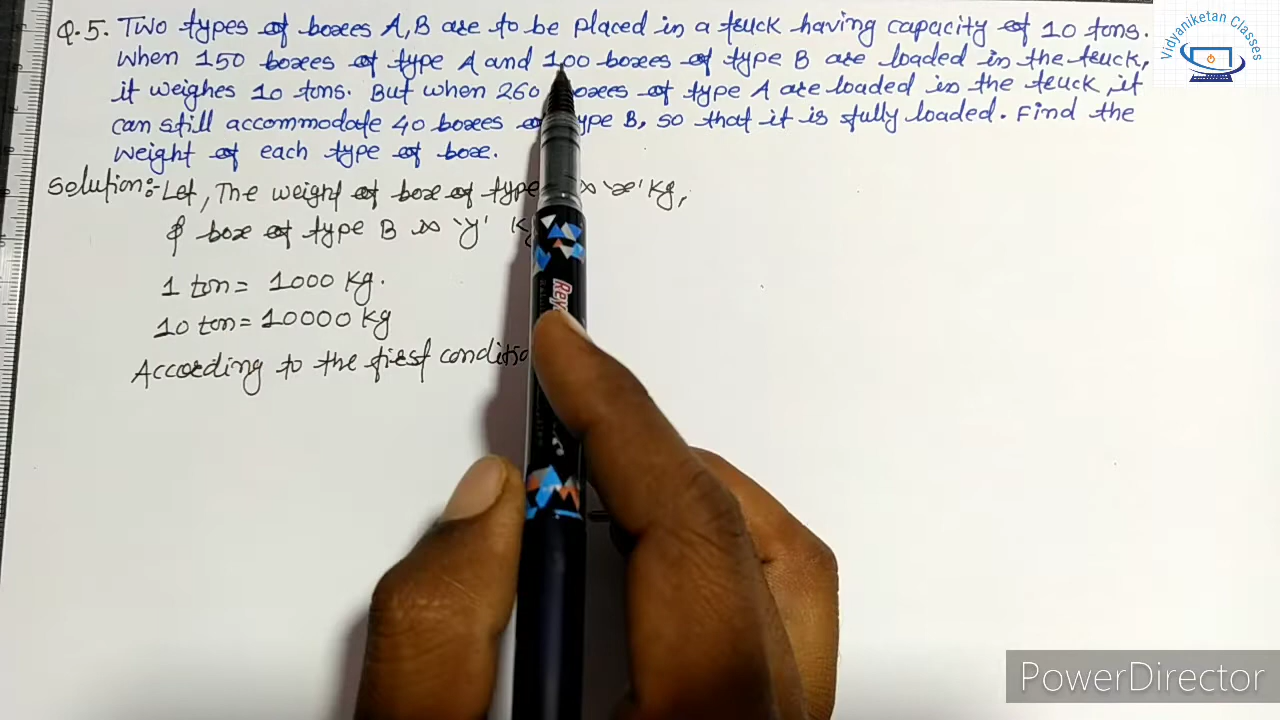 Q.5. Two types of boxes A, B are to be placed in a truck having capacity of 10 tons.
When 150 boxes of type A and 100 boxes of type B are loaded in the truck,
it weighes 10 tons. But when 260 boxes of type A are loaded in the truck, it
can still accommodate 40 boxes of type B, so that it is fully loaded. Find the
weight of each type of box.
Solution:- Let, The weight of box of type is 'x' Kg,
& box of type B is 'y'
1 ton = 1000 Kg.
10 ton = 10000 Kg
According to the first
Vidyaniketan Classes
PowerDirector